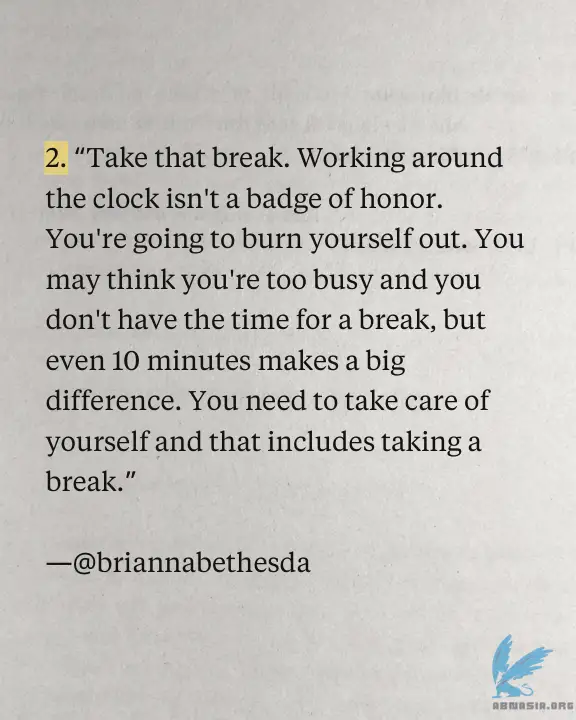 2. “Take that break. Working around
the clock isn't a badge of honor.
You're going to burn yourself out. You
may think you're too busy and you
don't have the time for a break, but
even 10 minutes makes a big
difference. You need to take care of
yourself and that includes taking a
break.”
—@briannabethesda
ABNASIA.ORG